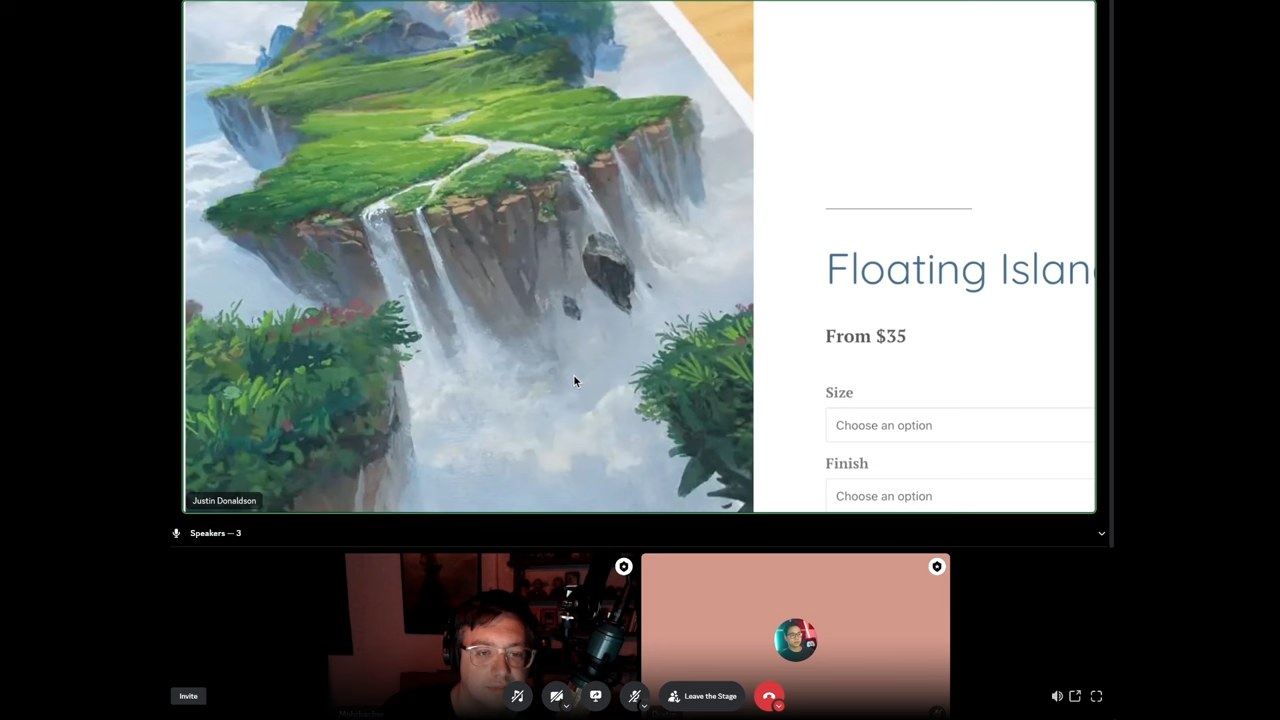 Floating Islan
From $35
Size
Choose an option
Finish
Choose an option
Justin Donaldson
Speakers — 3
Invite
Leave the Stage